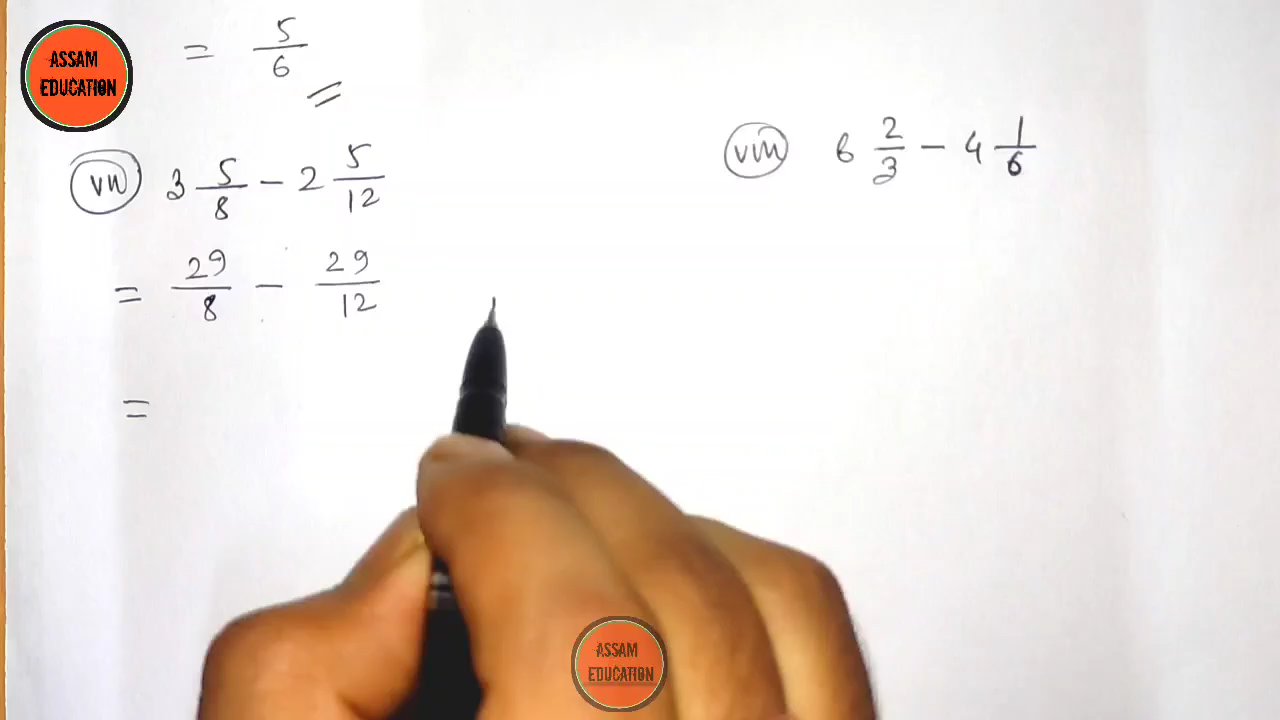 ASSAM
EDUCATION
= 5/6
(vii) 3 5/8 - 2 5/12
= 29/8 - 29/12
=
(viii) 6 2/3 - 4 1/6
ASSAM
EDUCATION